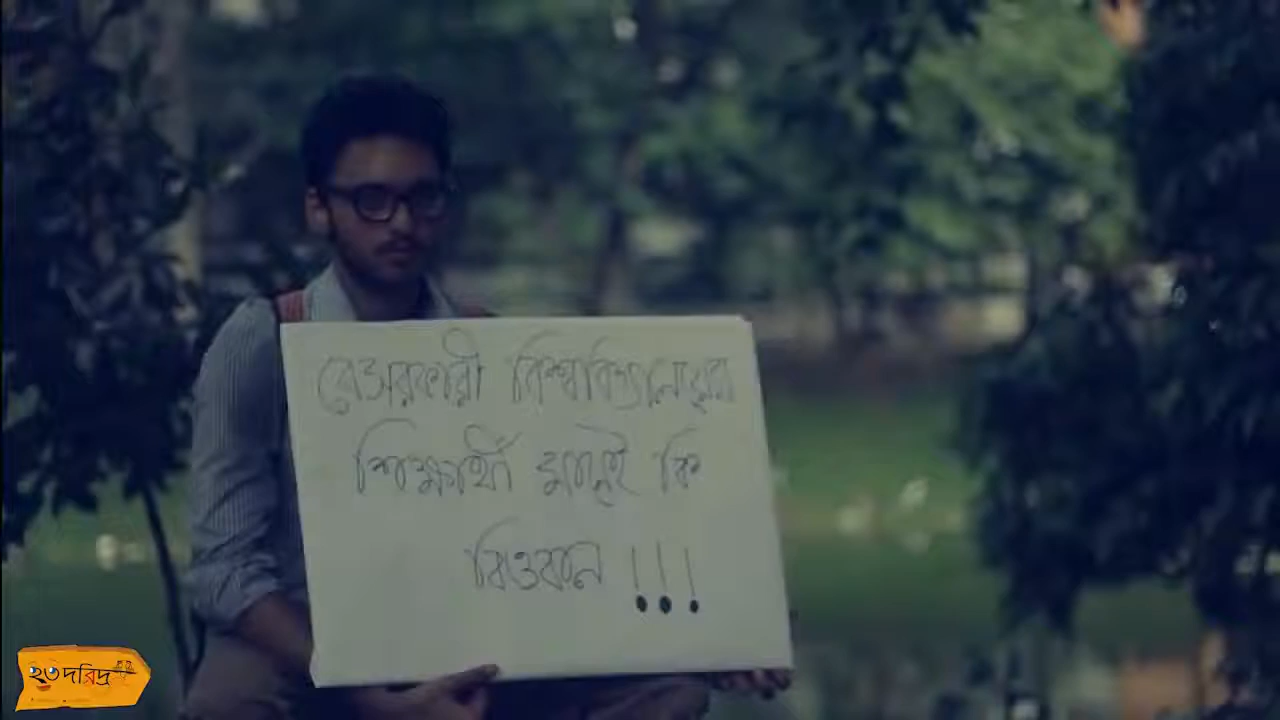 বেসরকারী বিশ্ববিদ্যালয়ের
শিক্ষার্থী মানেই কি
বিত্তবান !!!
হতদরিদ্র